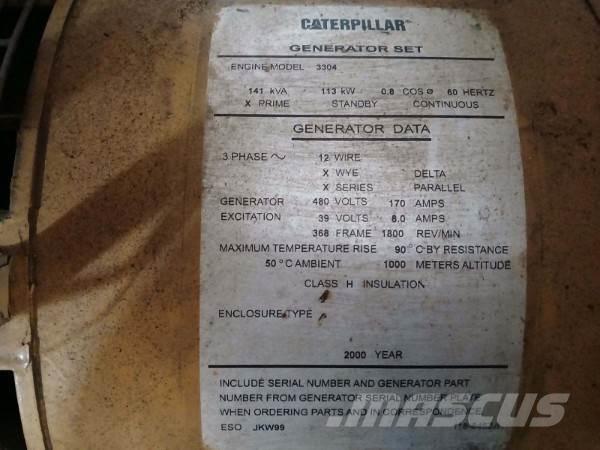 CATERPILLAR
GENERATOR SET
ENGINE MODEL 3304
141 kVA 113 kW 0.8 COS Ø 60 HERTZ
X PRIME STANDBY CONTINUOUS
GENERATOR DATA
3 PHASE ~ 12 WIRE
X WYE DELTA
X SERIES PARALLEL
GENERATOR 480 VOLTS 170 AMPS
EXCITATION 39 VOLTS 6.0 AMPS
368 FRAME 1800 REV/MIN
MAXIMUM TEMPERATURE RISE 90°C BY RESISTANCE
50°C AMBIENT 1000 METERS ALTITUDE
CLASS H INSULATION
ENCLOSURE TYPE
2000 YEAR
INCLUDE SERIAL NUMBER AND GENERATOR PART
NUMBER FROM GENERATOR SERIAL NUMBER PLATE
WHEN ORDERING PARTS AND IN CORRESPONDENCE
ESO JKW99
MASCUS